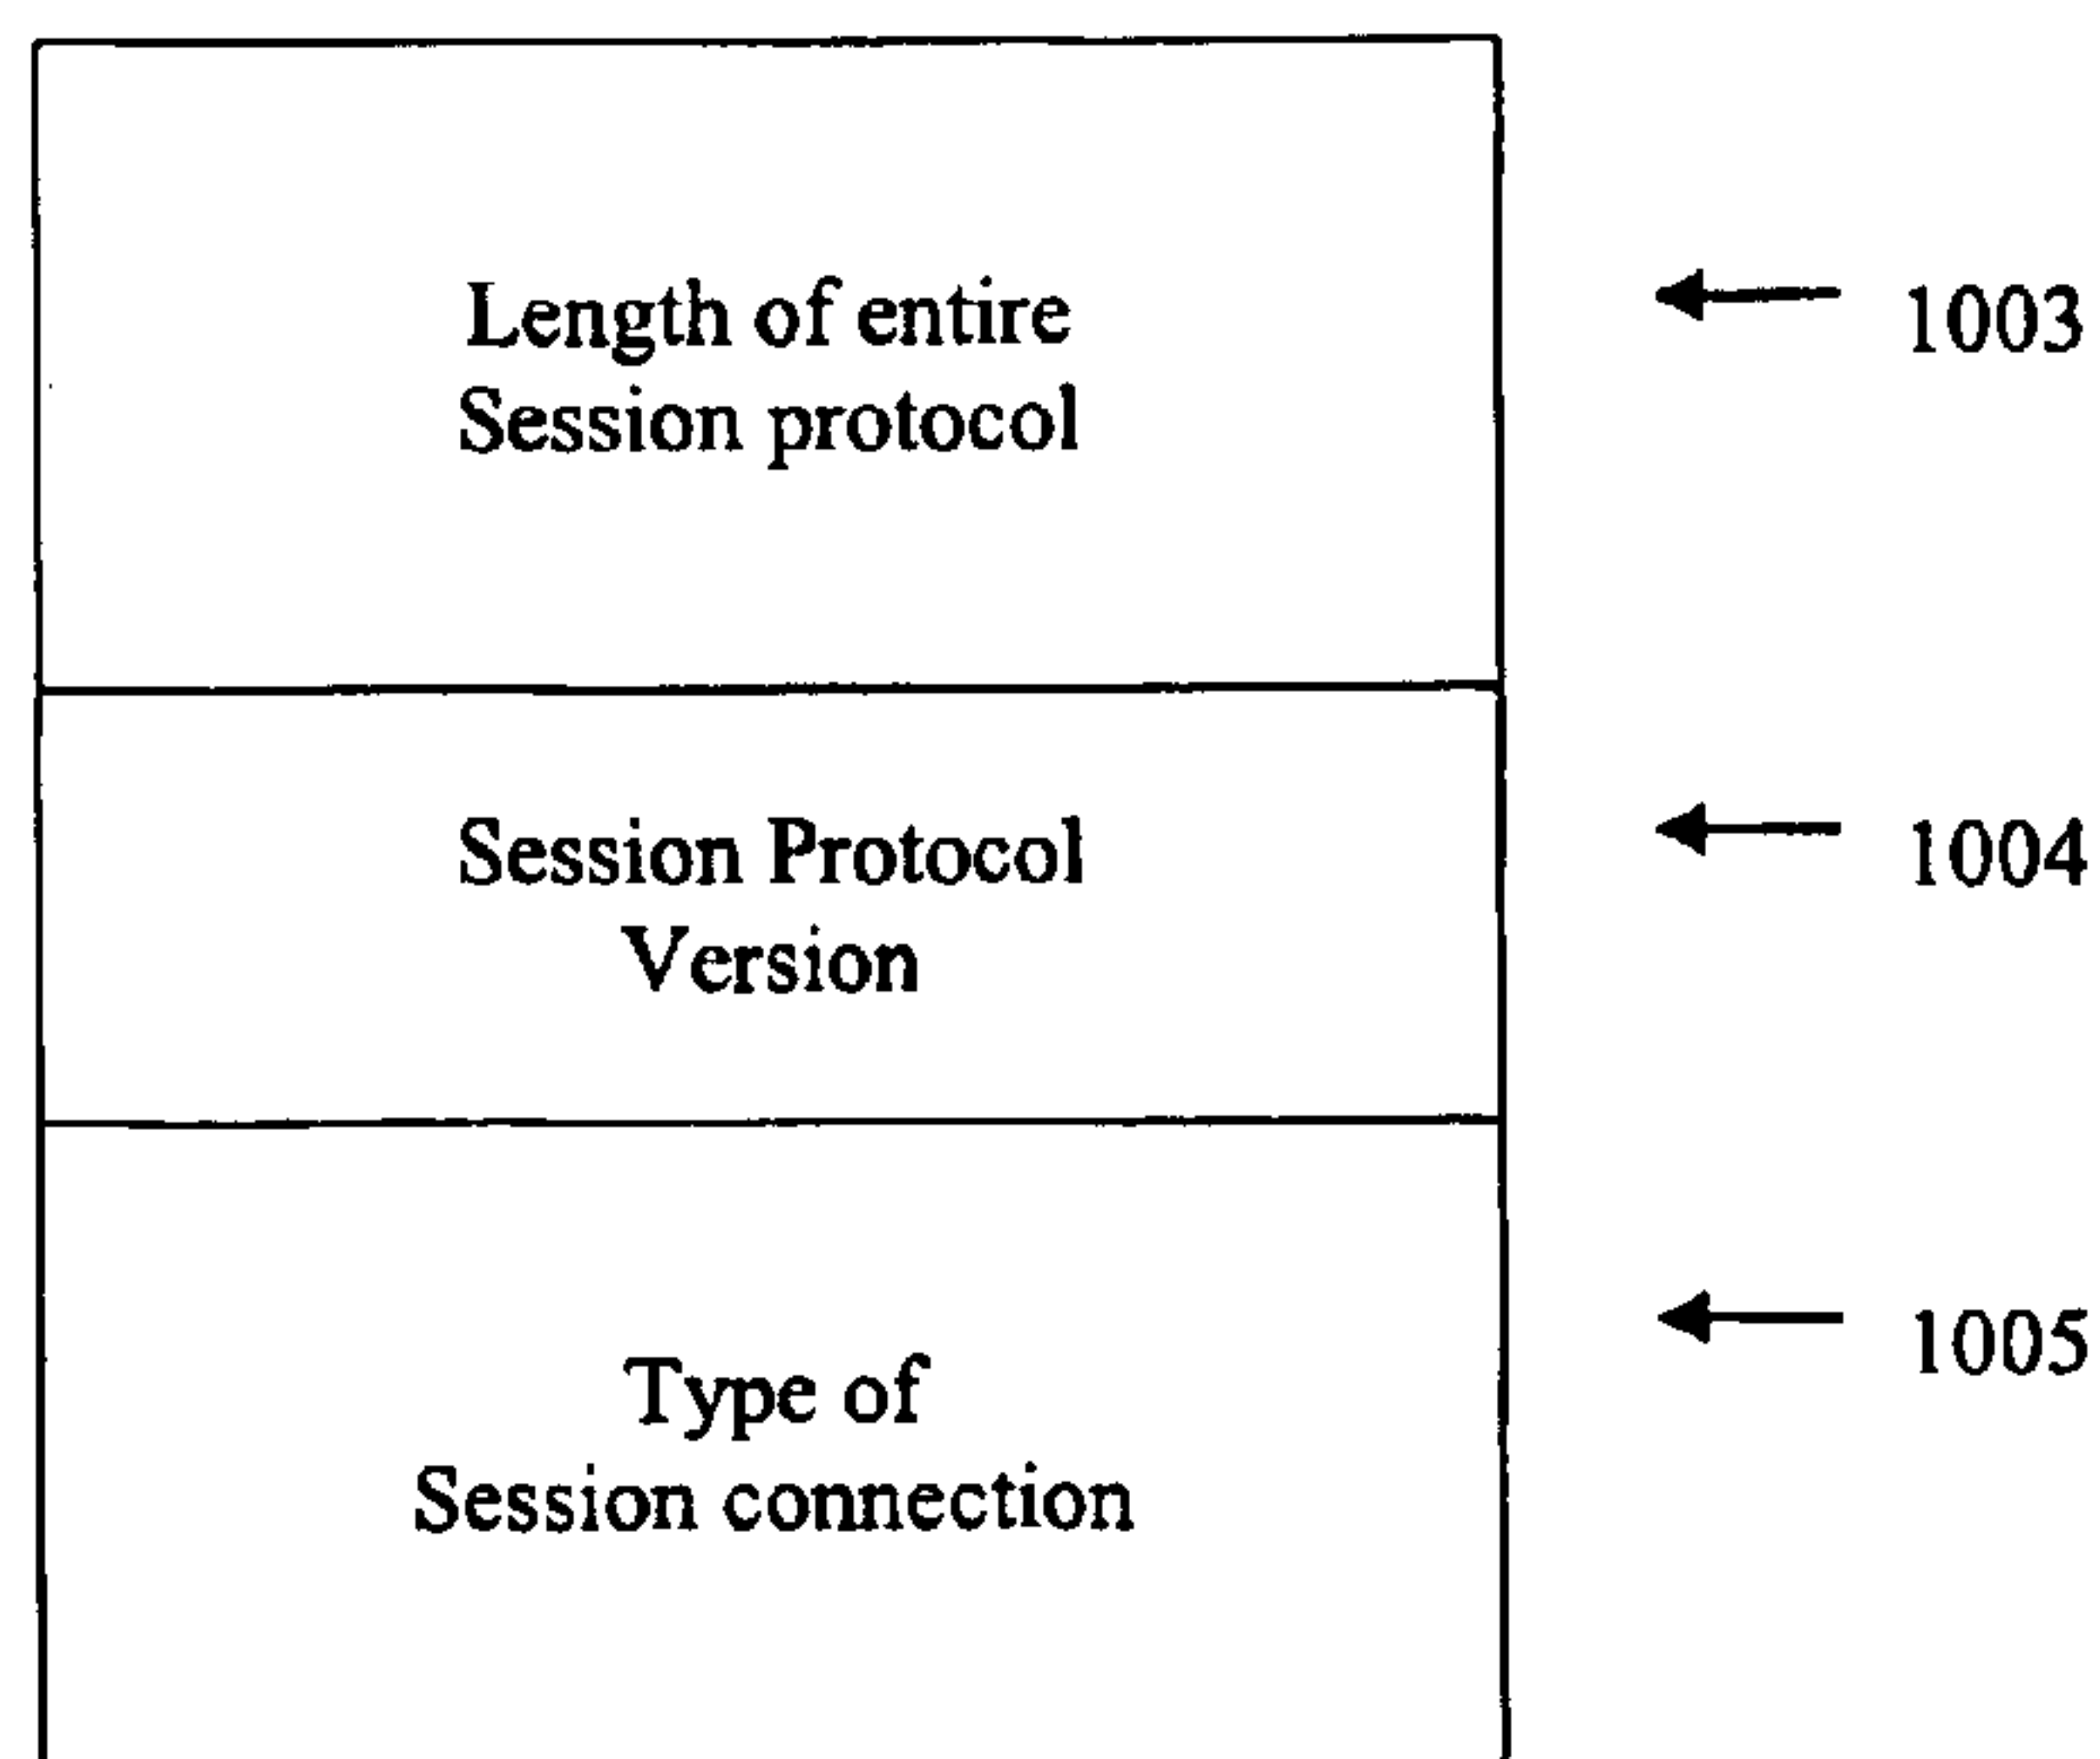 Length of entire
Session protocol
1003
Session Protocol
Version
1004
Type of
Session connection
1005